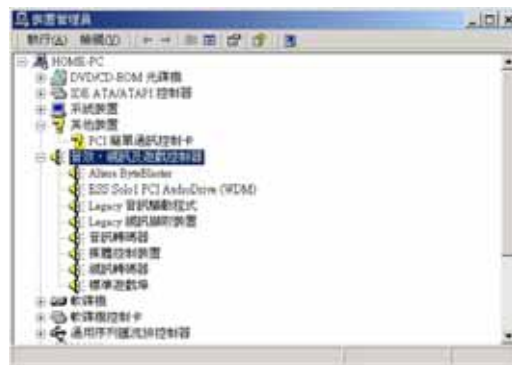 裝置管理員
執行(A) 檢視(V)
HOME-PC
DVD/CD-ROM 光碟機
IDE ATA/ATAPI 控制器
系統裝置
其他裝置
PCI 簡單通訊控制卡
音效，視訊及遊戲控制器
Altera ByteBlaster
ESS Solo1 PCI AudioDrive (WDM)
Legacy 音訊驅動程式
Legacy 視訊擷取裝置
音訊轉碼器
媒體控制裝置
視訊轉碼器
標準遊戲埠
軟碟機
軟碟機控制卡
通用序列匯流排控制器